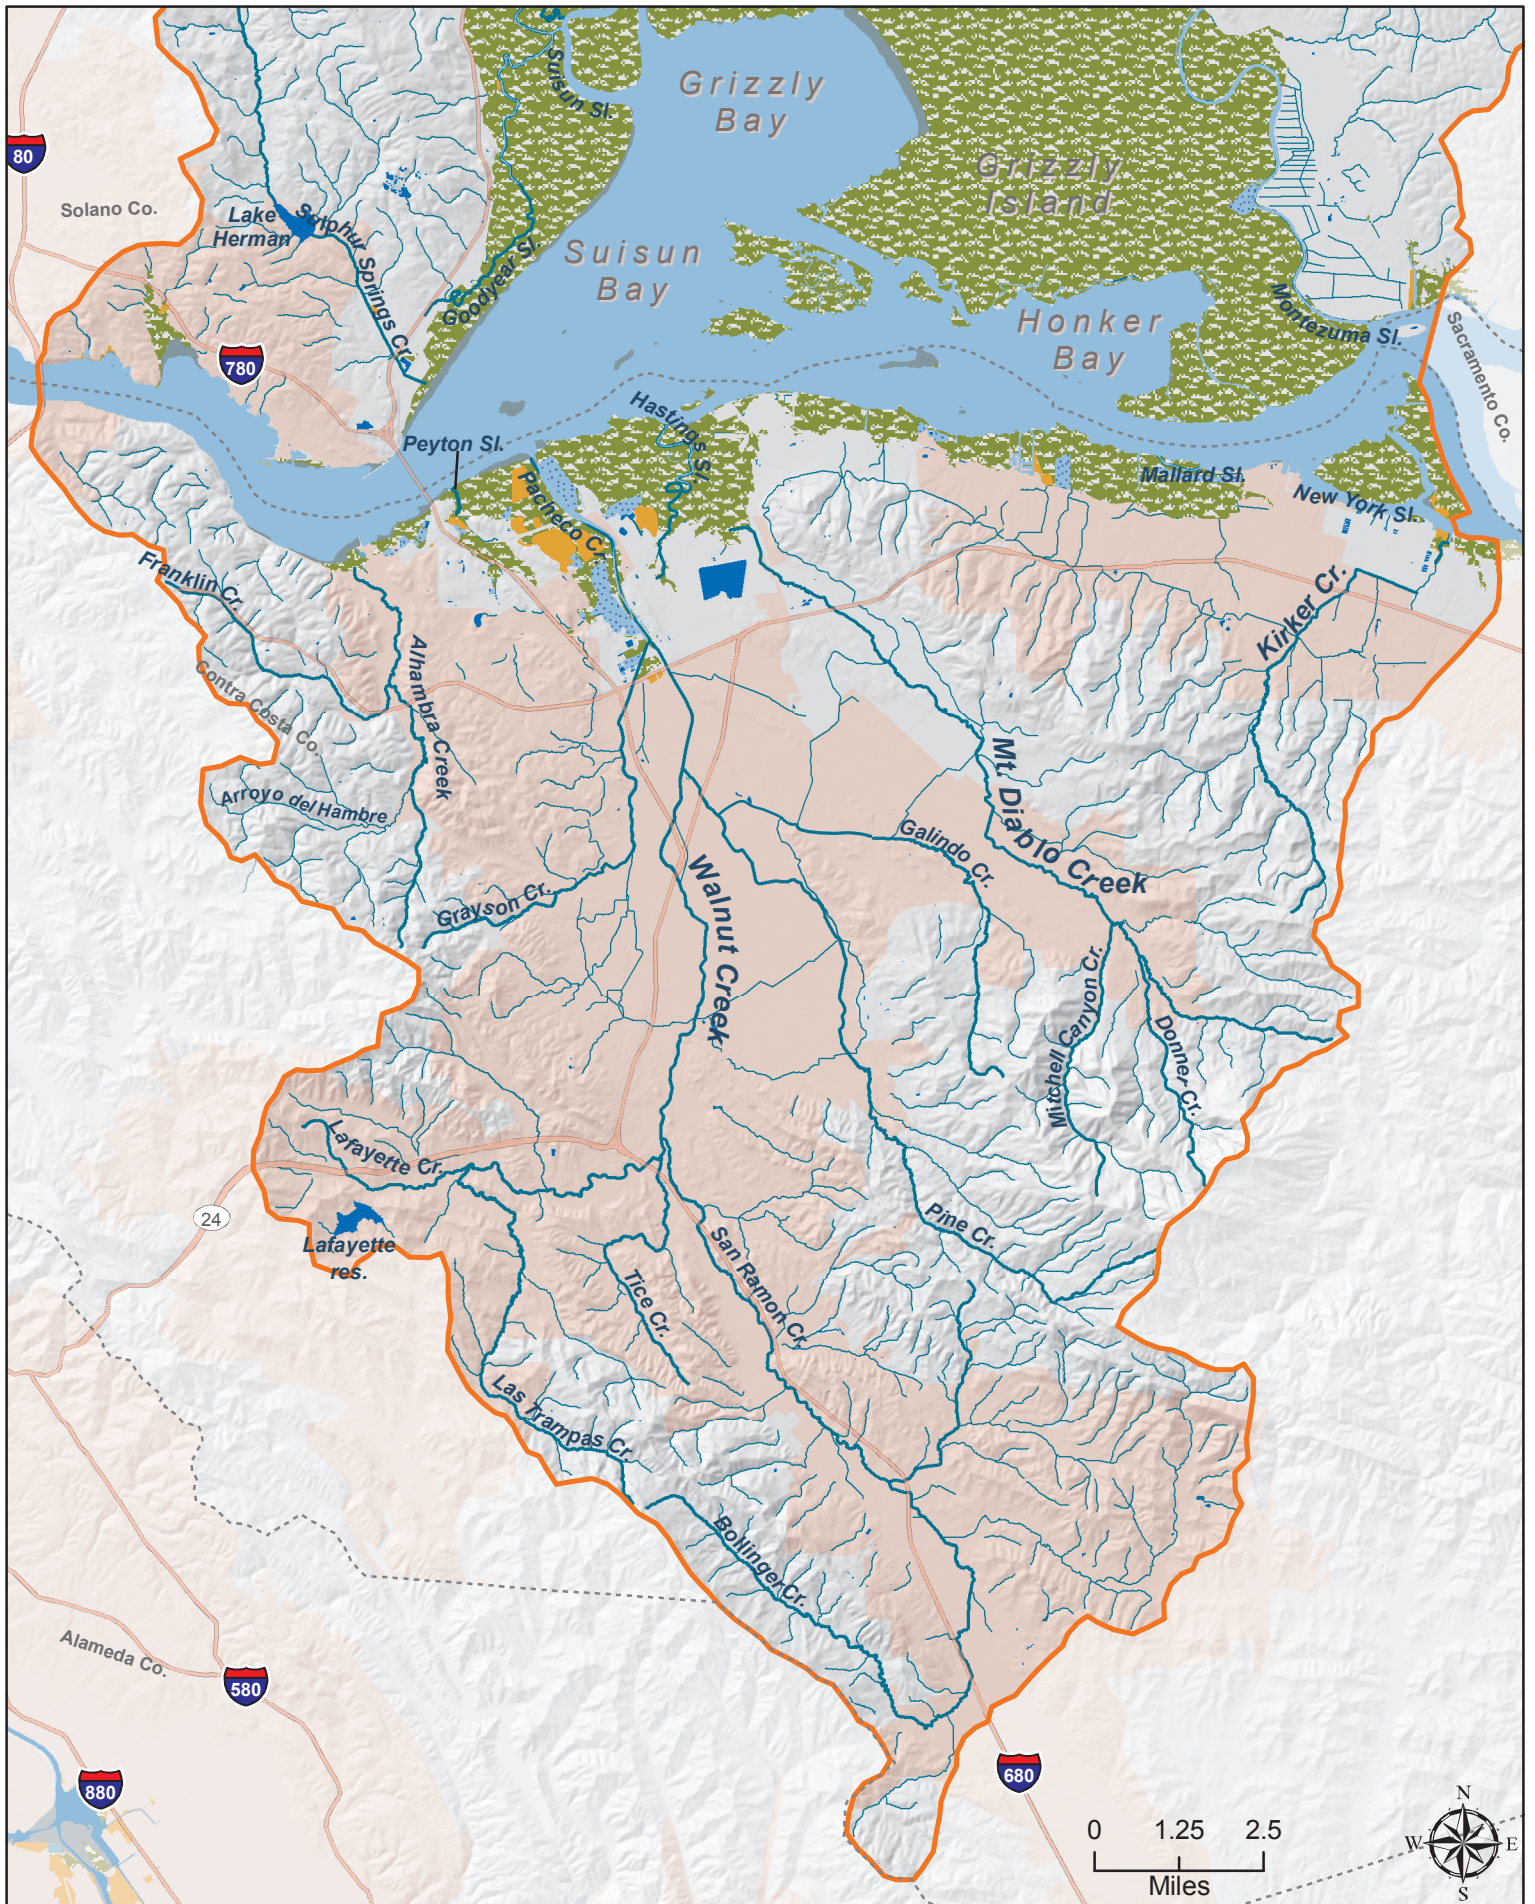 Grizzly
Bay
Suisun Sl.
80
Grizzly
Island
Solano Co.
Lake
Herman
Sulphur Springs Cr.
Goodyear Sl.
Suisun
Bay
Honker
Bay
Montezuma Sl.
Sacramento Co.
780
Hastings Sl.
Peyton Sl.
Pacheco Cr.
Mallard Sl.
New York Sl.
Franklin Cr.
Kirker Cr.
Alhambra Creek
Contra Costa Co.
Arroyo del Hambre
Mt. Diablo Creek
Galindo Cr.
Walnut Creek
Grayson Cr.
Mitchell Canyon Cr.
Donner Cr.
Lafayette Cr.
24
Lafayette
res.
Pine Cr.
San Ramon Cr.
Tice Cr.
Las Trampas Cr.
Bollinger Cr.
Alameda Co.
580
880
680
0 1.25 2.5
Miles
N
W E
S